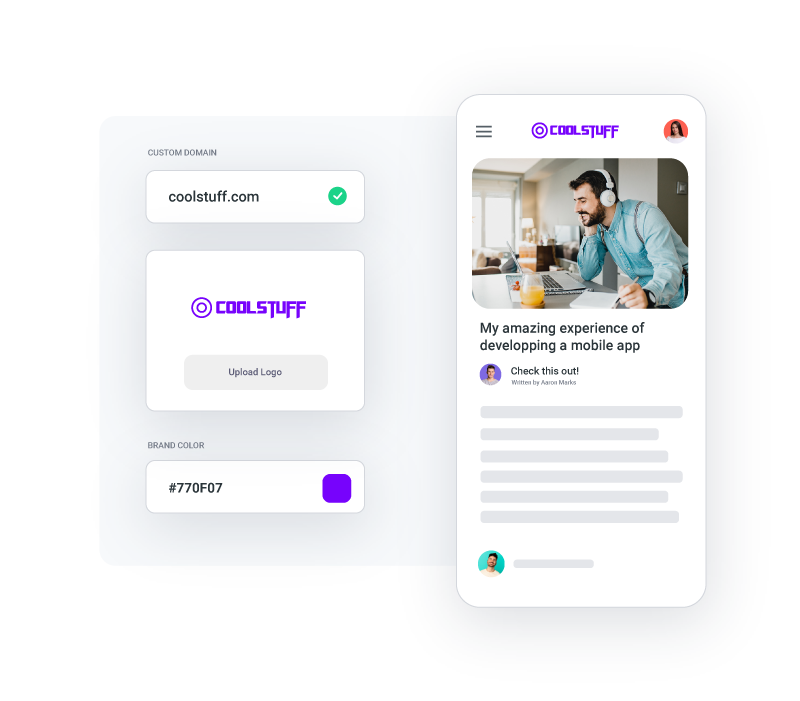 CUSTOM DOMAIN
coolstuff.com
COOLSTUFF
Upload Logo
BRAND COLOR
#770F07
COOLSTUFF
My amazing experience of
developping a mobile app
Check this out!
Written by Aaron Marks